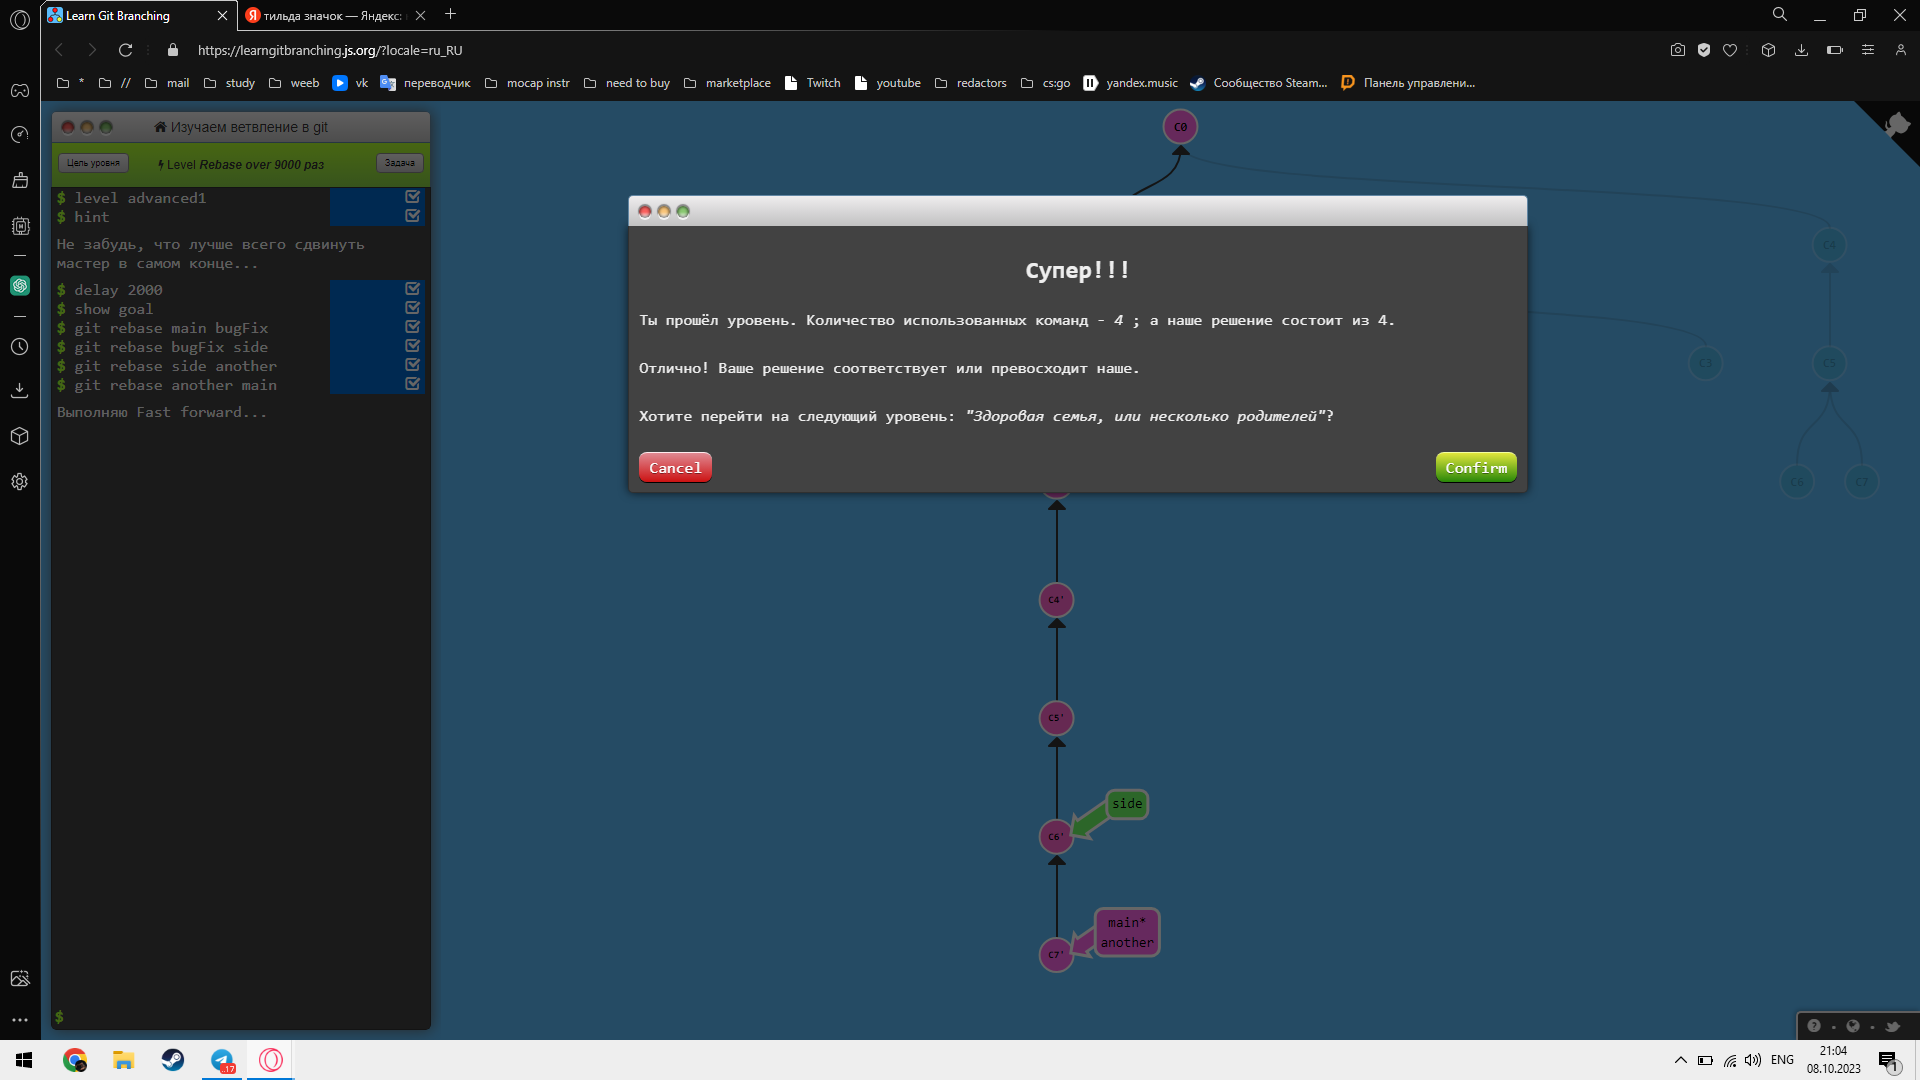 Learn Git Branching
тильда значок — Яндекс:
https://learngitbranching.js.org/?locale=ru_RU
* // mail study weeb vk переводчик mocap instr need to buy marketplace Twitch youtube redactors cs:go yandex.music Сообщество Steam... Панель управлени...
Изучаем ветвление в git
Цель уровня
Level Rebase over 9000 раз
Задача
$ level advanced1
$ hint
Не забудь, что лучше всего сдвинуть
мастер в самом конце...
$ delay 2000
$ show goal
$ git rebase main bugFix
$ git rebase bugFix side
$ git rebase side another
$ git rebase another main
Выполняю Fast forward...
$
C0
C4
C3
C5
C6
C7
Супер!!!
Ты прошёл уровень. Количество использованных команд - 4 ; а наше решение состоит из 4.
Отлично! Ваше решение соответствует или превосходит наше.
Хотите перейти на следующий уровень: "Здоровая семья, или несколько родителей"?
Cancel
Confirm
C4'
C5'
side
C6'
main*
another
C7'
17
ENG
21:04
08.10.2023
1